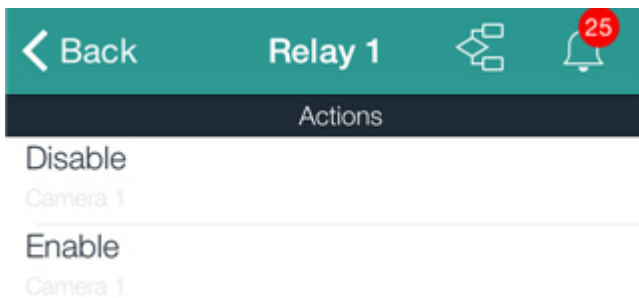 Back
Relay 1
25
Actions
Disable
Camera 1
Enable
Camera 1